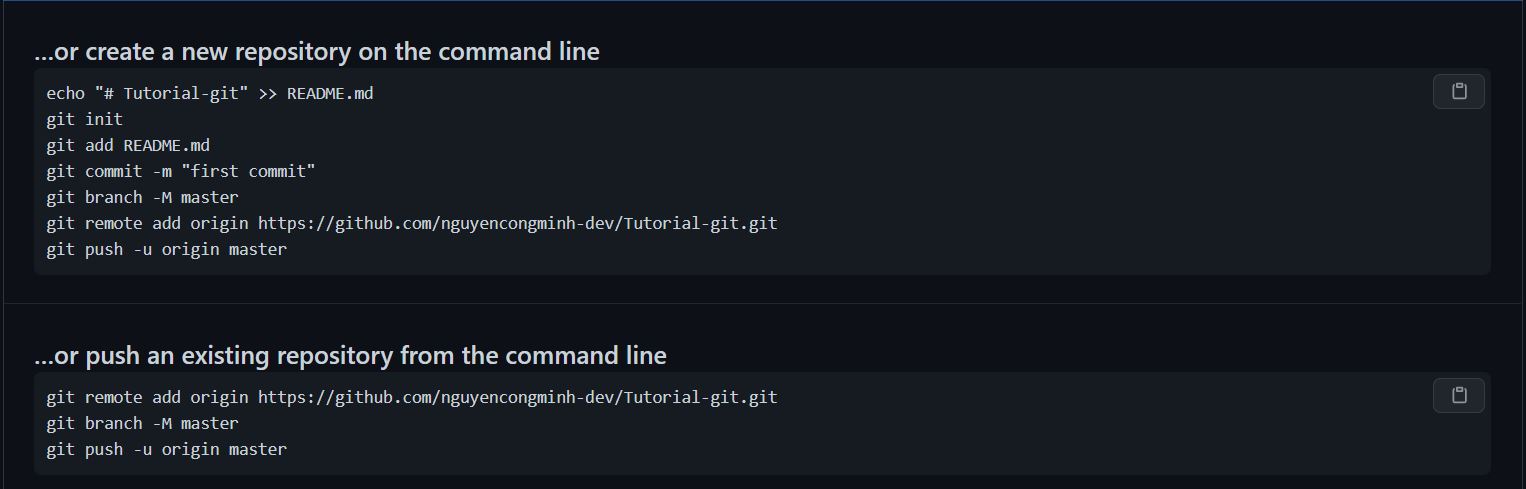 ...or create a new repository on the command line
echo "# Tutorial-git" >> README.md
git init
git add README.md
git commit -m "first commit"
git branch -M master
git remote add origin https://github.com/nguyencongminh-dev/Tutorial-git.git
git push -u origin master
...or push an existing repository from the command line
git remote add origin https://github.com/nguyencongminh-dev/Tutorial-git.git
git branch -M master
git push -u origin master